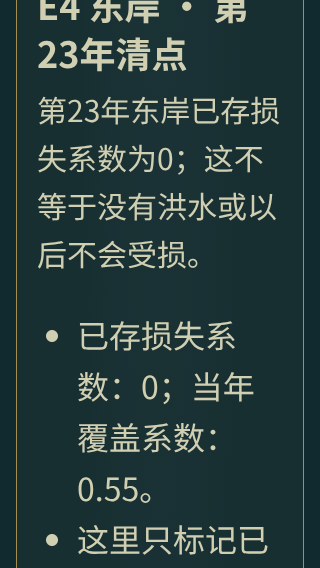 E4 东岸 · 第
23年清点
第23年东岸已存损
失系数为0；这不
等于没有洪水或以
后不会受损。
• 已存损失系
数：0；当年
覆盖系数：
0.55。
• 这里只标记已